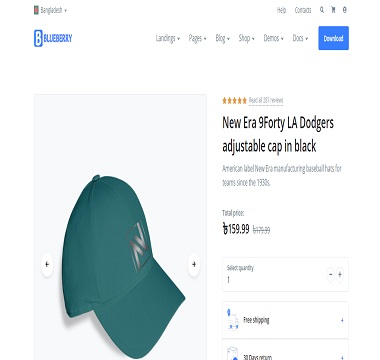 Bangladesh
Help Contacts
BLUEBERRY
Landings Pages Blog Shop Demos Docs Download
Read all 281 reviews
New Era 9Forty LA Dodgers
adjustable cap in black
American label New Era manufacturing baseball hats for
teams since the 1930s.
Total price:
৳159.99 ৳179.99
Select quantity
1
- +
Free shipping +
30 Days return